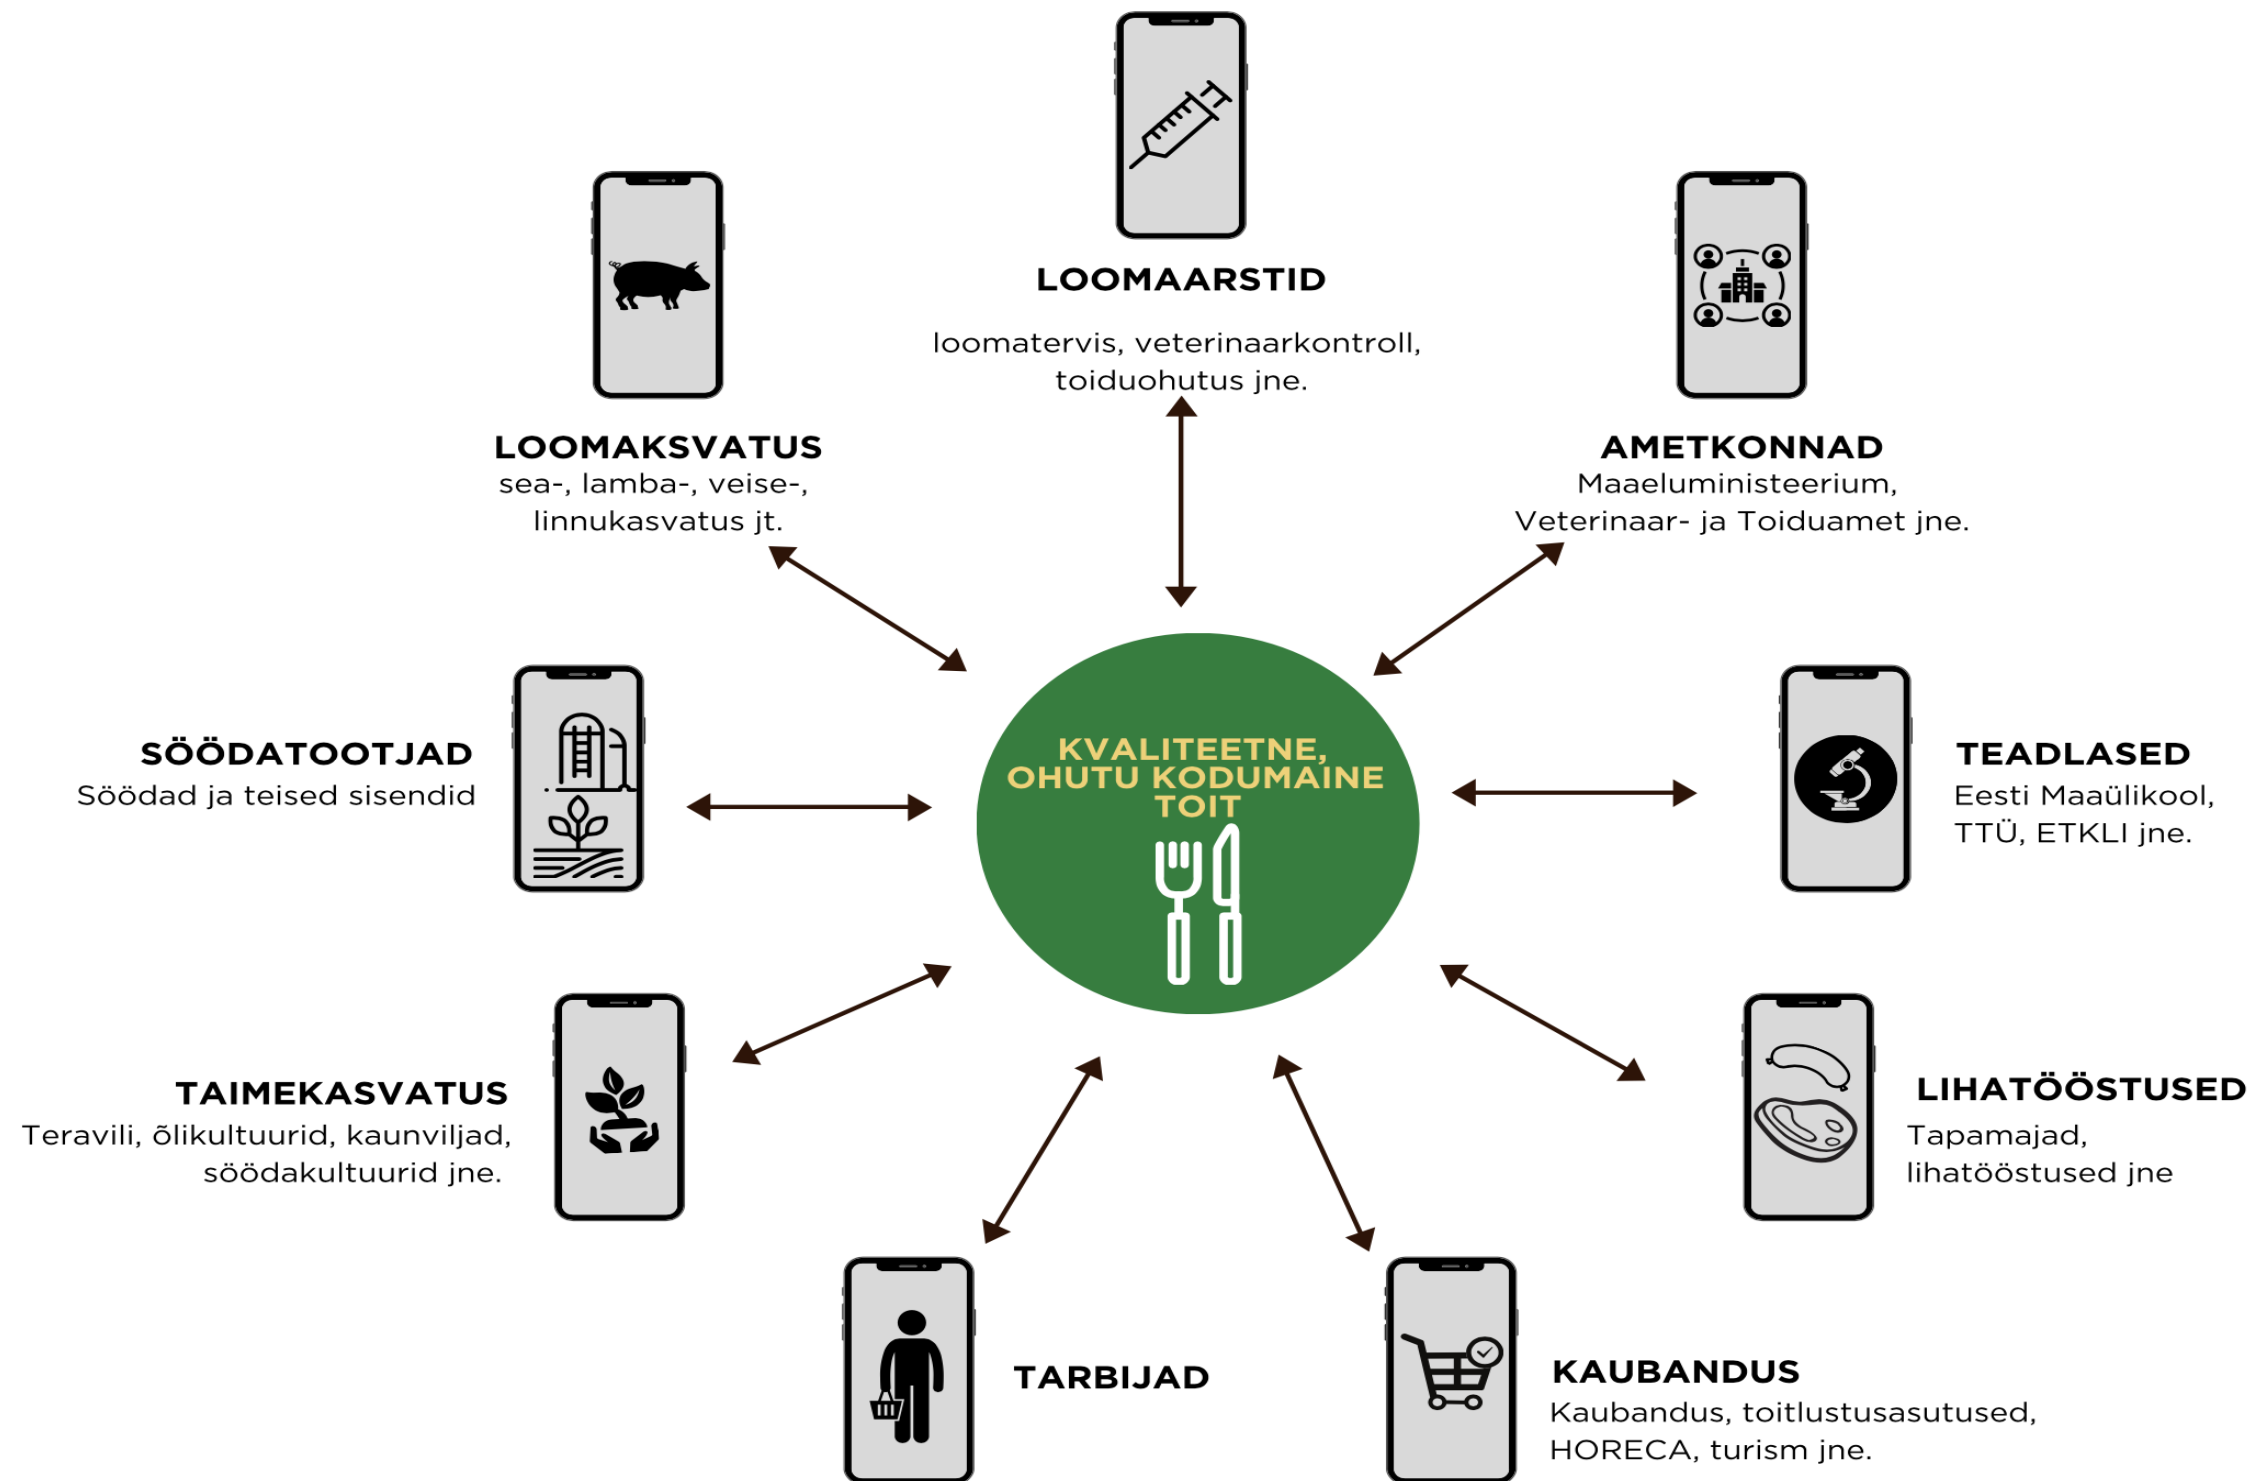 LOOMAARSTID
loomatervis, veterinaarkontroll,
toiduohutus jne.
LOOMAKSVATUS
sea-, lamba-, veise-,
linnukasvatus jt.
AMETKONNAD
Maaeluministeerium,
Veterinaar- ja Toiduamet jne.
SÖÖDATOOTJAD
Söödad ja teised sisendid
KVALITEETNE,
OHUTU KODUMAINE
TOIT
TEADLASED
Eesti Maaülikool,
TTÜ, ETKLI jne.
TAIMEKASVATUS
Teravili, õlikultuurid, kaunviljad,
söödakultuurid jne.
LIHATÖÖSTUSED
Tapamajad,
lihatööstused jne
TARBIJAD
KAUBANDUS
Kaubandus, toitlustusasutused,
HORECA, turism jne.